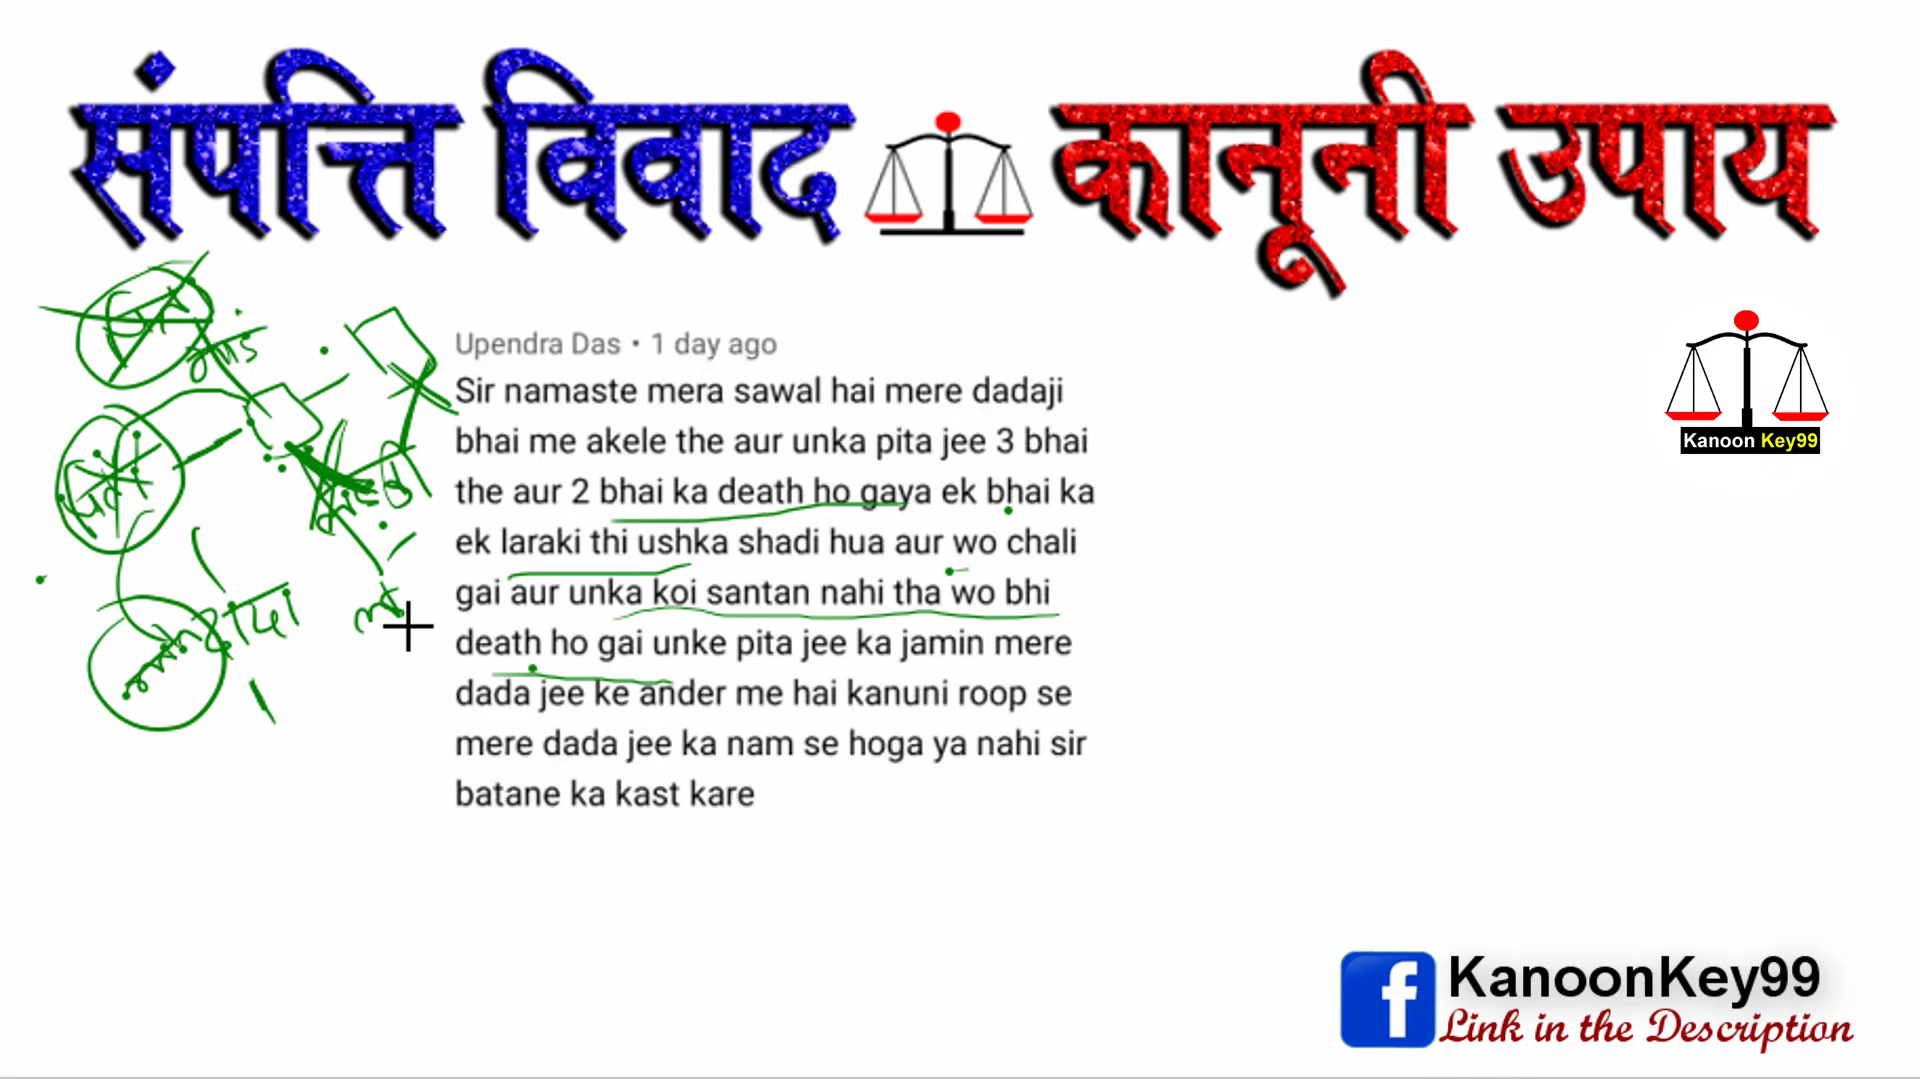 संपत्ति विवाद कानूनी उपाय
Upendra Das • 1 day ago
Sir namaste mera sawal hai mere dadaji
bhai me akele the aur unka pita jee 3 bhai
the aur 2 bhai ka death ho gaya ek bhai ka
ek laraki thi ushka shadi hua aur wo chali
gai aur unka koi santan nahi tha wo bhi
death ho gai unke pita jee ka jamin mere
dada jee ke ander me hai kanuni roop se
mere dada jee ka nam se hoga ya nahi sir
batane ka kast kare
Kanoon Key99
KanoonKey99
Link in the Description